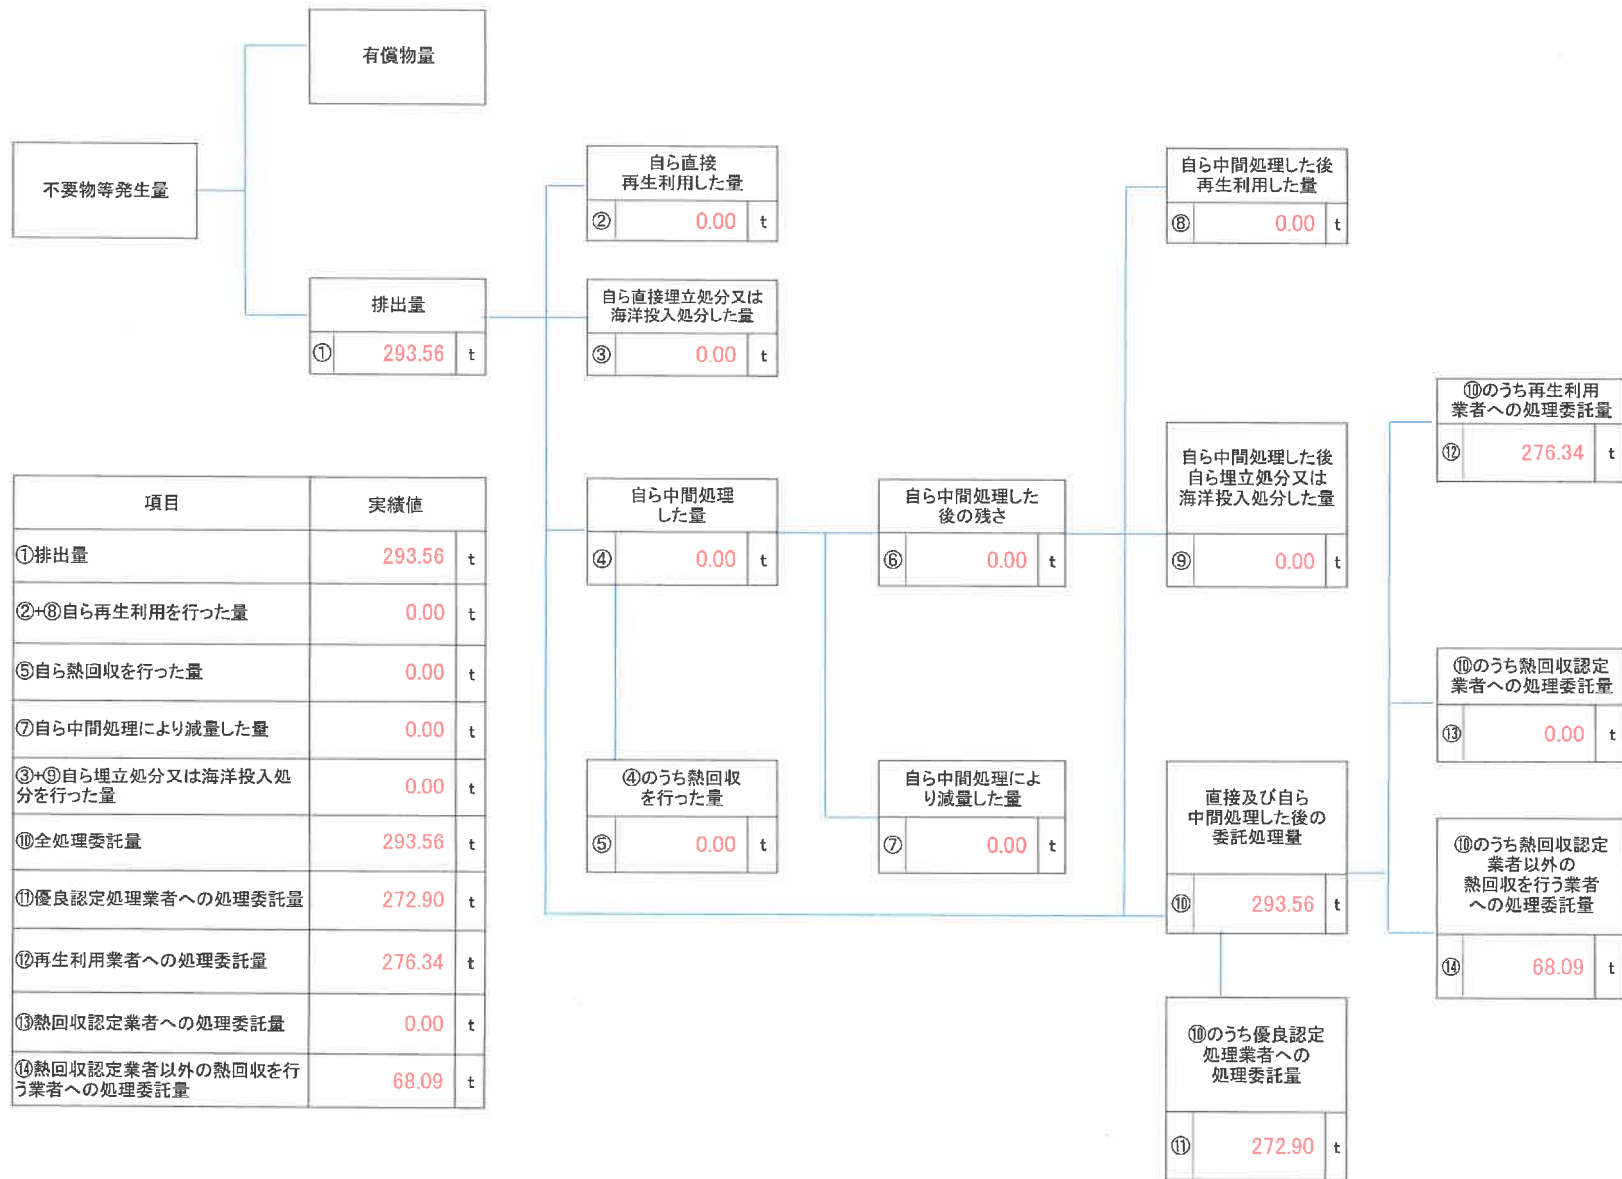 有償物量
不要物等発生量
排出量
① 293.56 t
自ら直接
再生利用した量
② 0.00 t
自ら直接埋立処分又は
海洋投入処分した量
③ 0.00 t
自ら中間処理
した量
④ 0.00 t
④のうち熱回収
を行った量
⑤ 0.00 t
自ら中間処理した
後の残さ
⑥ 0.00 t
自ら中間処理によ
り減量した量
⑦ 0.00 t
自ら中間処理した後
再生利用した量
⑧ 0.00 t
自ら中間処理した後
自ら埋立処分又は
海洋投入処分した量
⑨ 0.00 t
直接及び自ら
中間処理した後の
委託処理量
⑩ 293.56 t
⑩のうち優良認定
処理業者への
処理委託量
⑪ 272.90 t
⑩のうち再生利用
業者への処理委託量
⑫ 276.34 t
⑩のうち熱回収認定
業者への処理委託量
⑬ 0.00 t
⑩のうち熱回収認定
業者以外の
熱回収を行う業者
への処理委託量
⑭ 68.09 t
項目 実績値
①排出量 293.56 t
②+⑧自ら再生利用を行った量 0.00 t
⑤自ら熱回収を行った量 0.00 t
⑦自ら中間処理により減量した量 0.00 t
③+⑨自ら埋立処分又は海洋投入処
分を行った量 0.00 t
⑩全処理委託量 293.56 t
⑪優良認定処理業者への処理委託量 272.90 t
⑫再生利用業者への処理委託量 276.34 t
⑬熱回収認定業者への処理委託量 0.00 t
⑭熱回収認定業者以外の熱回収を行
う業者への処理委託量 68.09 t